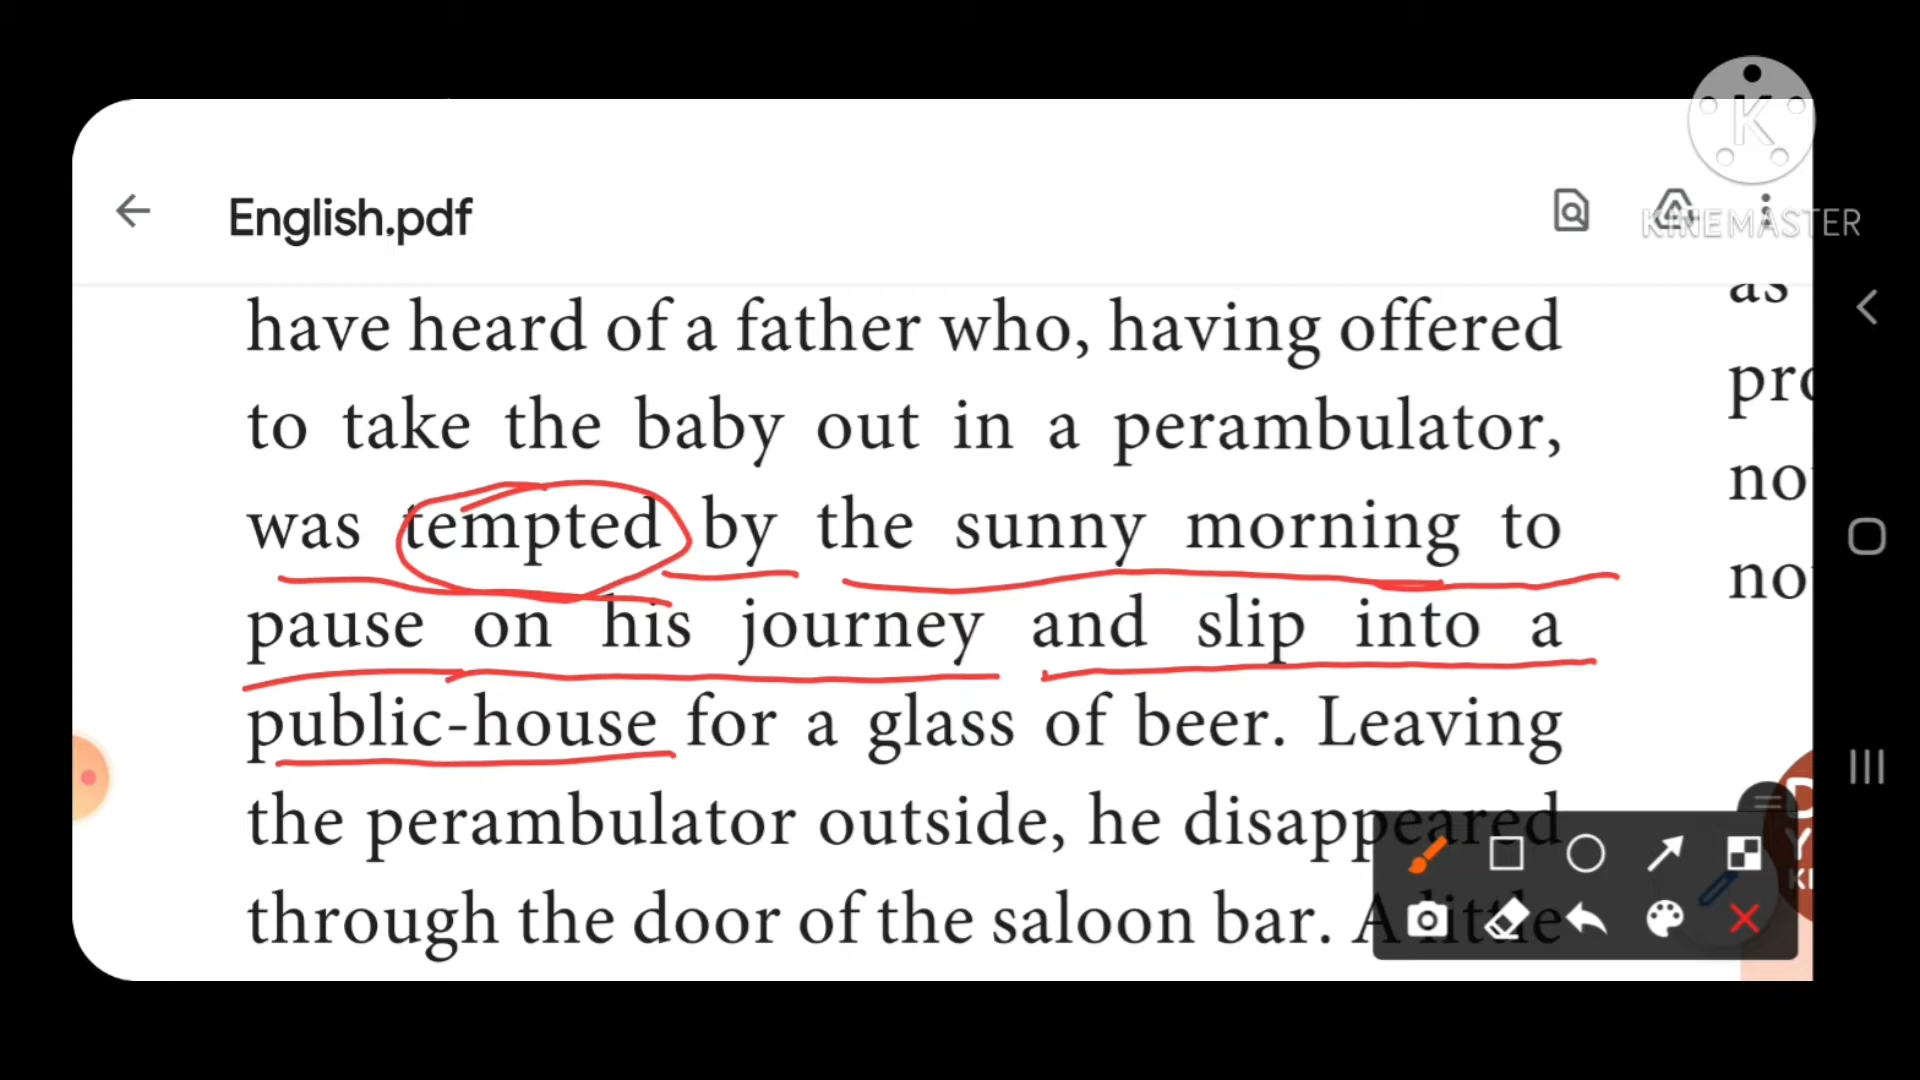 K
KINEMASTER
English.pdf
have heard of a father who, having offered
to take the baby out in a perambulator,
was tempted by the sunny morning to
pause on his journey and slip into a
public-house for a glass of beer. Leaving
the perambulator outside, he disappeared
through the door of the saloon bar. A little
as